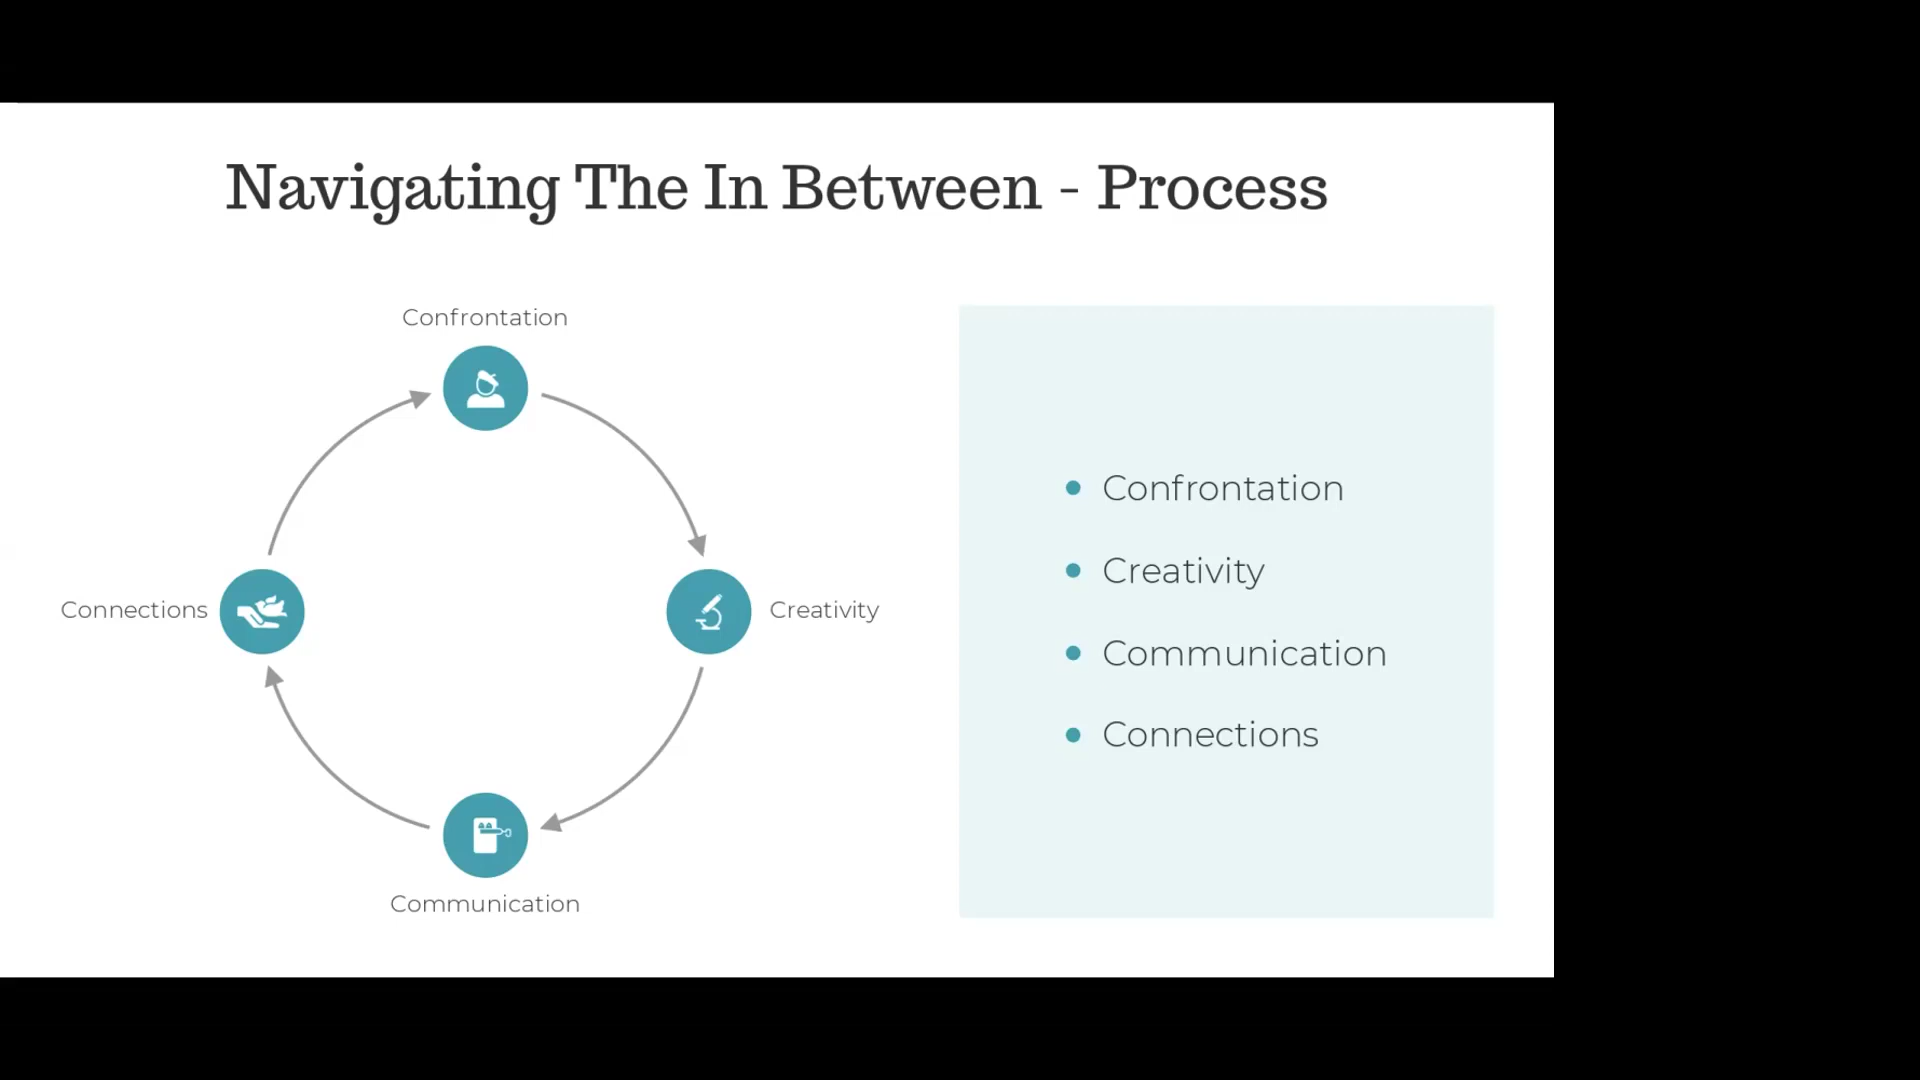 Navigating The In Between - Process
Confrontation
Connections
Creativity
Communication
Confrontation
Creativity
Communication
Connections